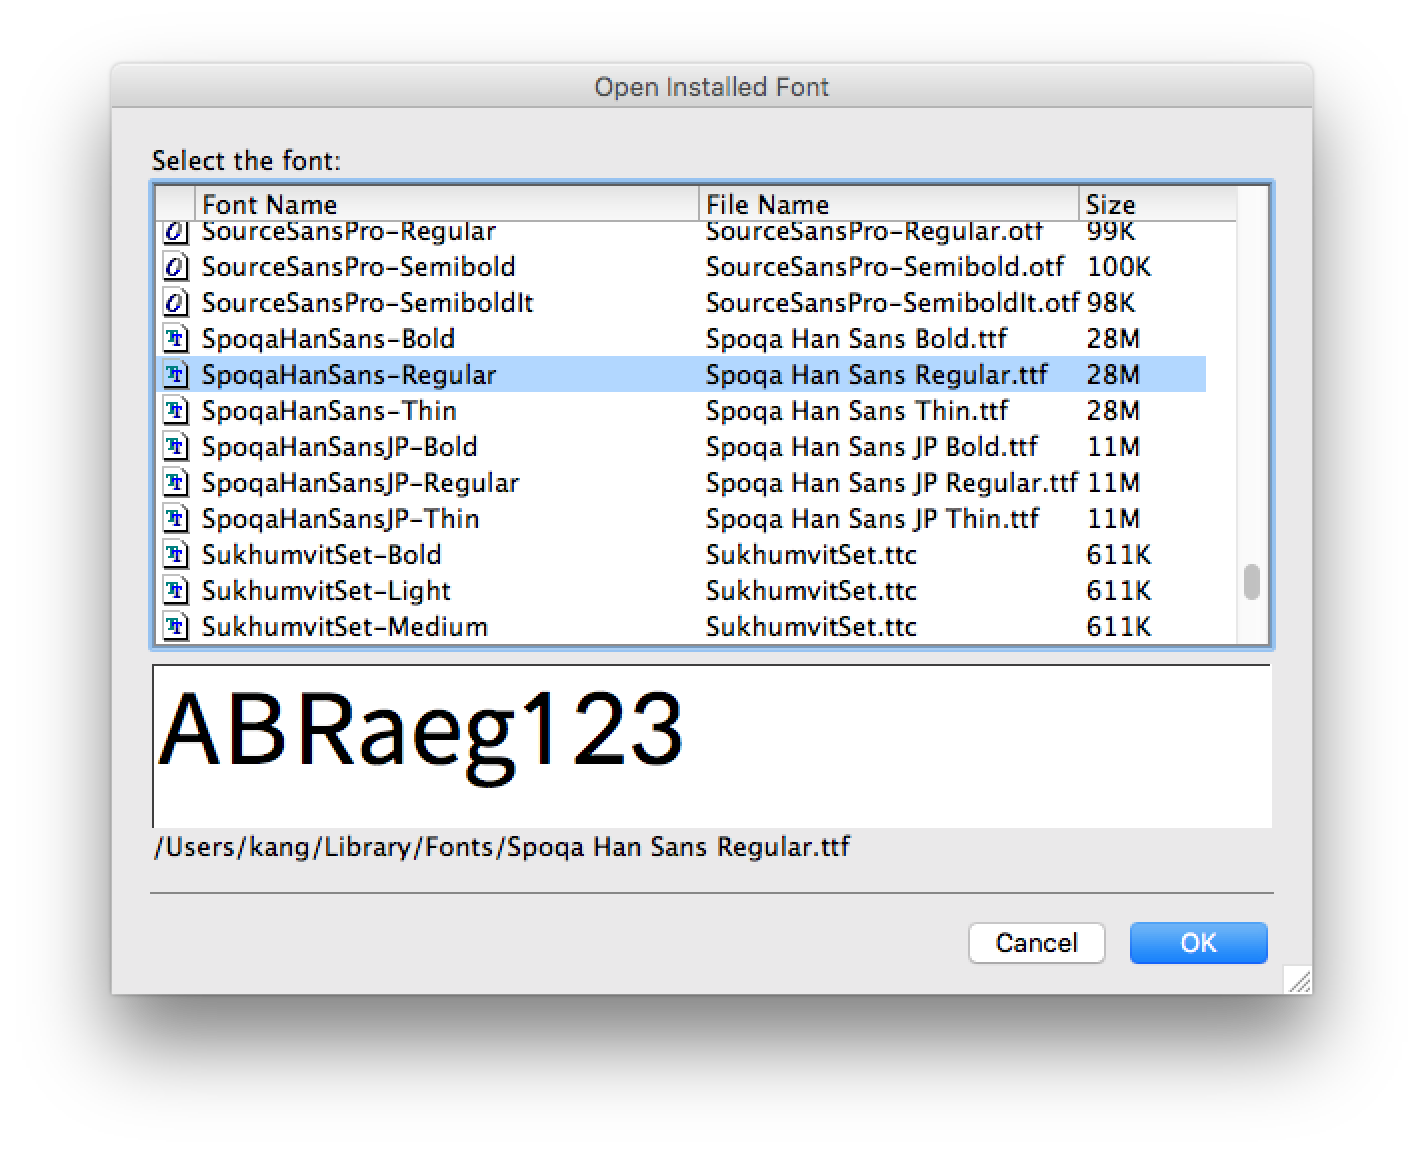 Open Installed Font
Select the font:
Font Name File Name Size
SourceSansPro-Regular SourceSansPro-Regular.otf 99K
SourceSansPro-Semibold SourceSansPro-Semibold.otf 100K
SourceSansPro-SemiboldIt SourceSansPro-SemiboldIt.otf 98K
SpoqaHanSans-Bold Spoqa Han Sans Bold.ttf 28M
SpoqaHanSans-Regular Spoqa Han Sans Regular.ttf 28M
SpoqaHanSans-Thin Spoqa Han Sans Thin.ttf 28M
SpoqaHanSansJP-Bold Spoqa Han Sans JP Bold.ttf 11M
SpoqaHanSansJP-Regular Spoqa Han Sans JP Regular.ttf 11M
SpoqaHanSansJP-Thin Spoqa Han Sans JP Thin.ttf 11M
SukhumvitSet-Bold SukhumvitSet.ttc 611K
SukhumvitSet-Light SukhumvitSet.ttc 611K
SukhumvitSet-Medium SukhumvitSet.ttc 611K
ABRaeg123
/Users/kang/Library/Fonts/Spoqa Han Sans Regular.ttf
Cancel OK